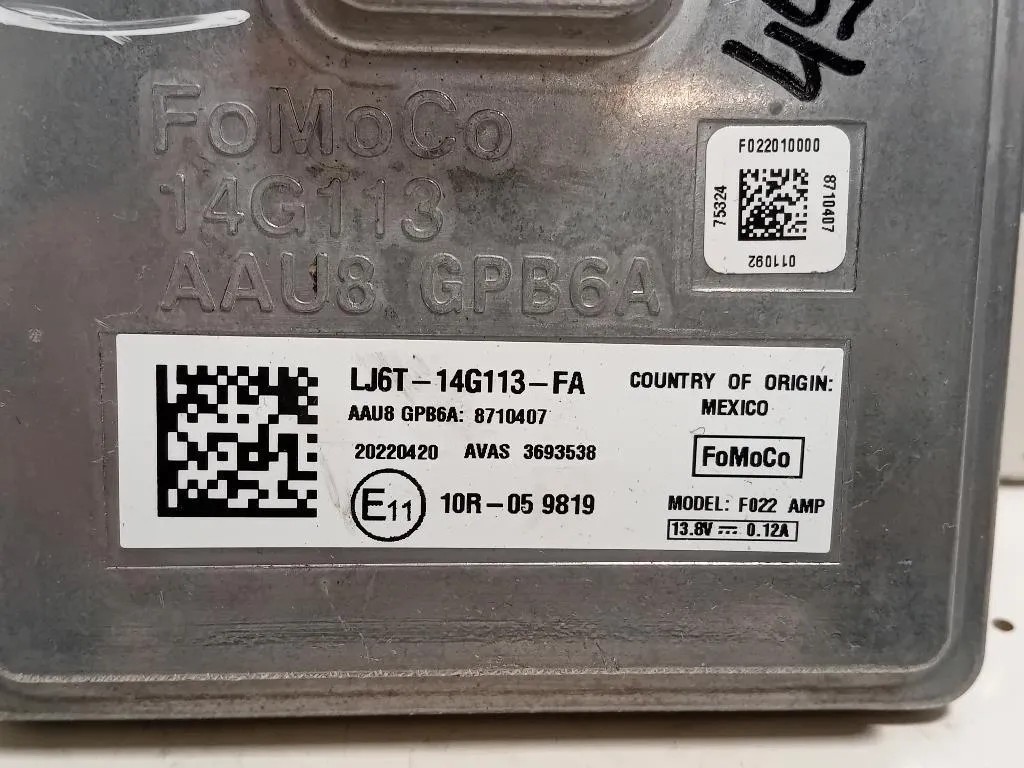 FoMoCo
14G113
AAU8 GPB6A
F022010000
75324
8710407
011092
LJ6T-14G113-FA
AAU8 GPB6A: 8710407
20220420 AVAS 3693538
E11 10R-05 9819
COUNTRY OF ORIGIN:
MEXICO
FoMoCo
MODEL: F022 AMP
13.8V ⎓ 0.12A